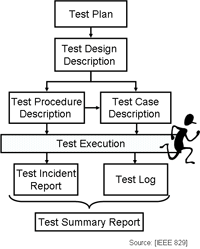 Test Plan
Test Design
Description
Test Procedure
Description
Test Case
Description
Test Execution
Test Incident
Report
Test Log
Test Summary Report
Source: [IEEE 829]